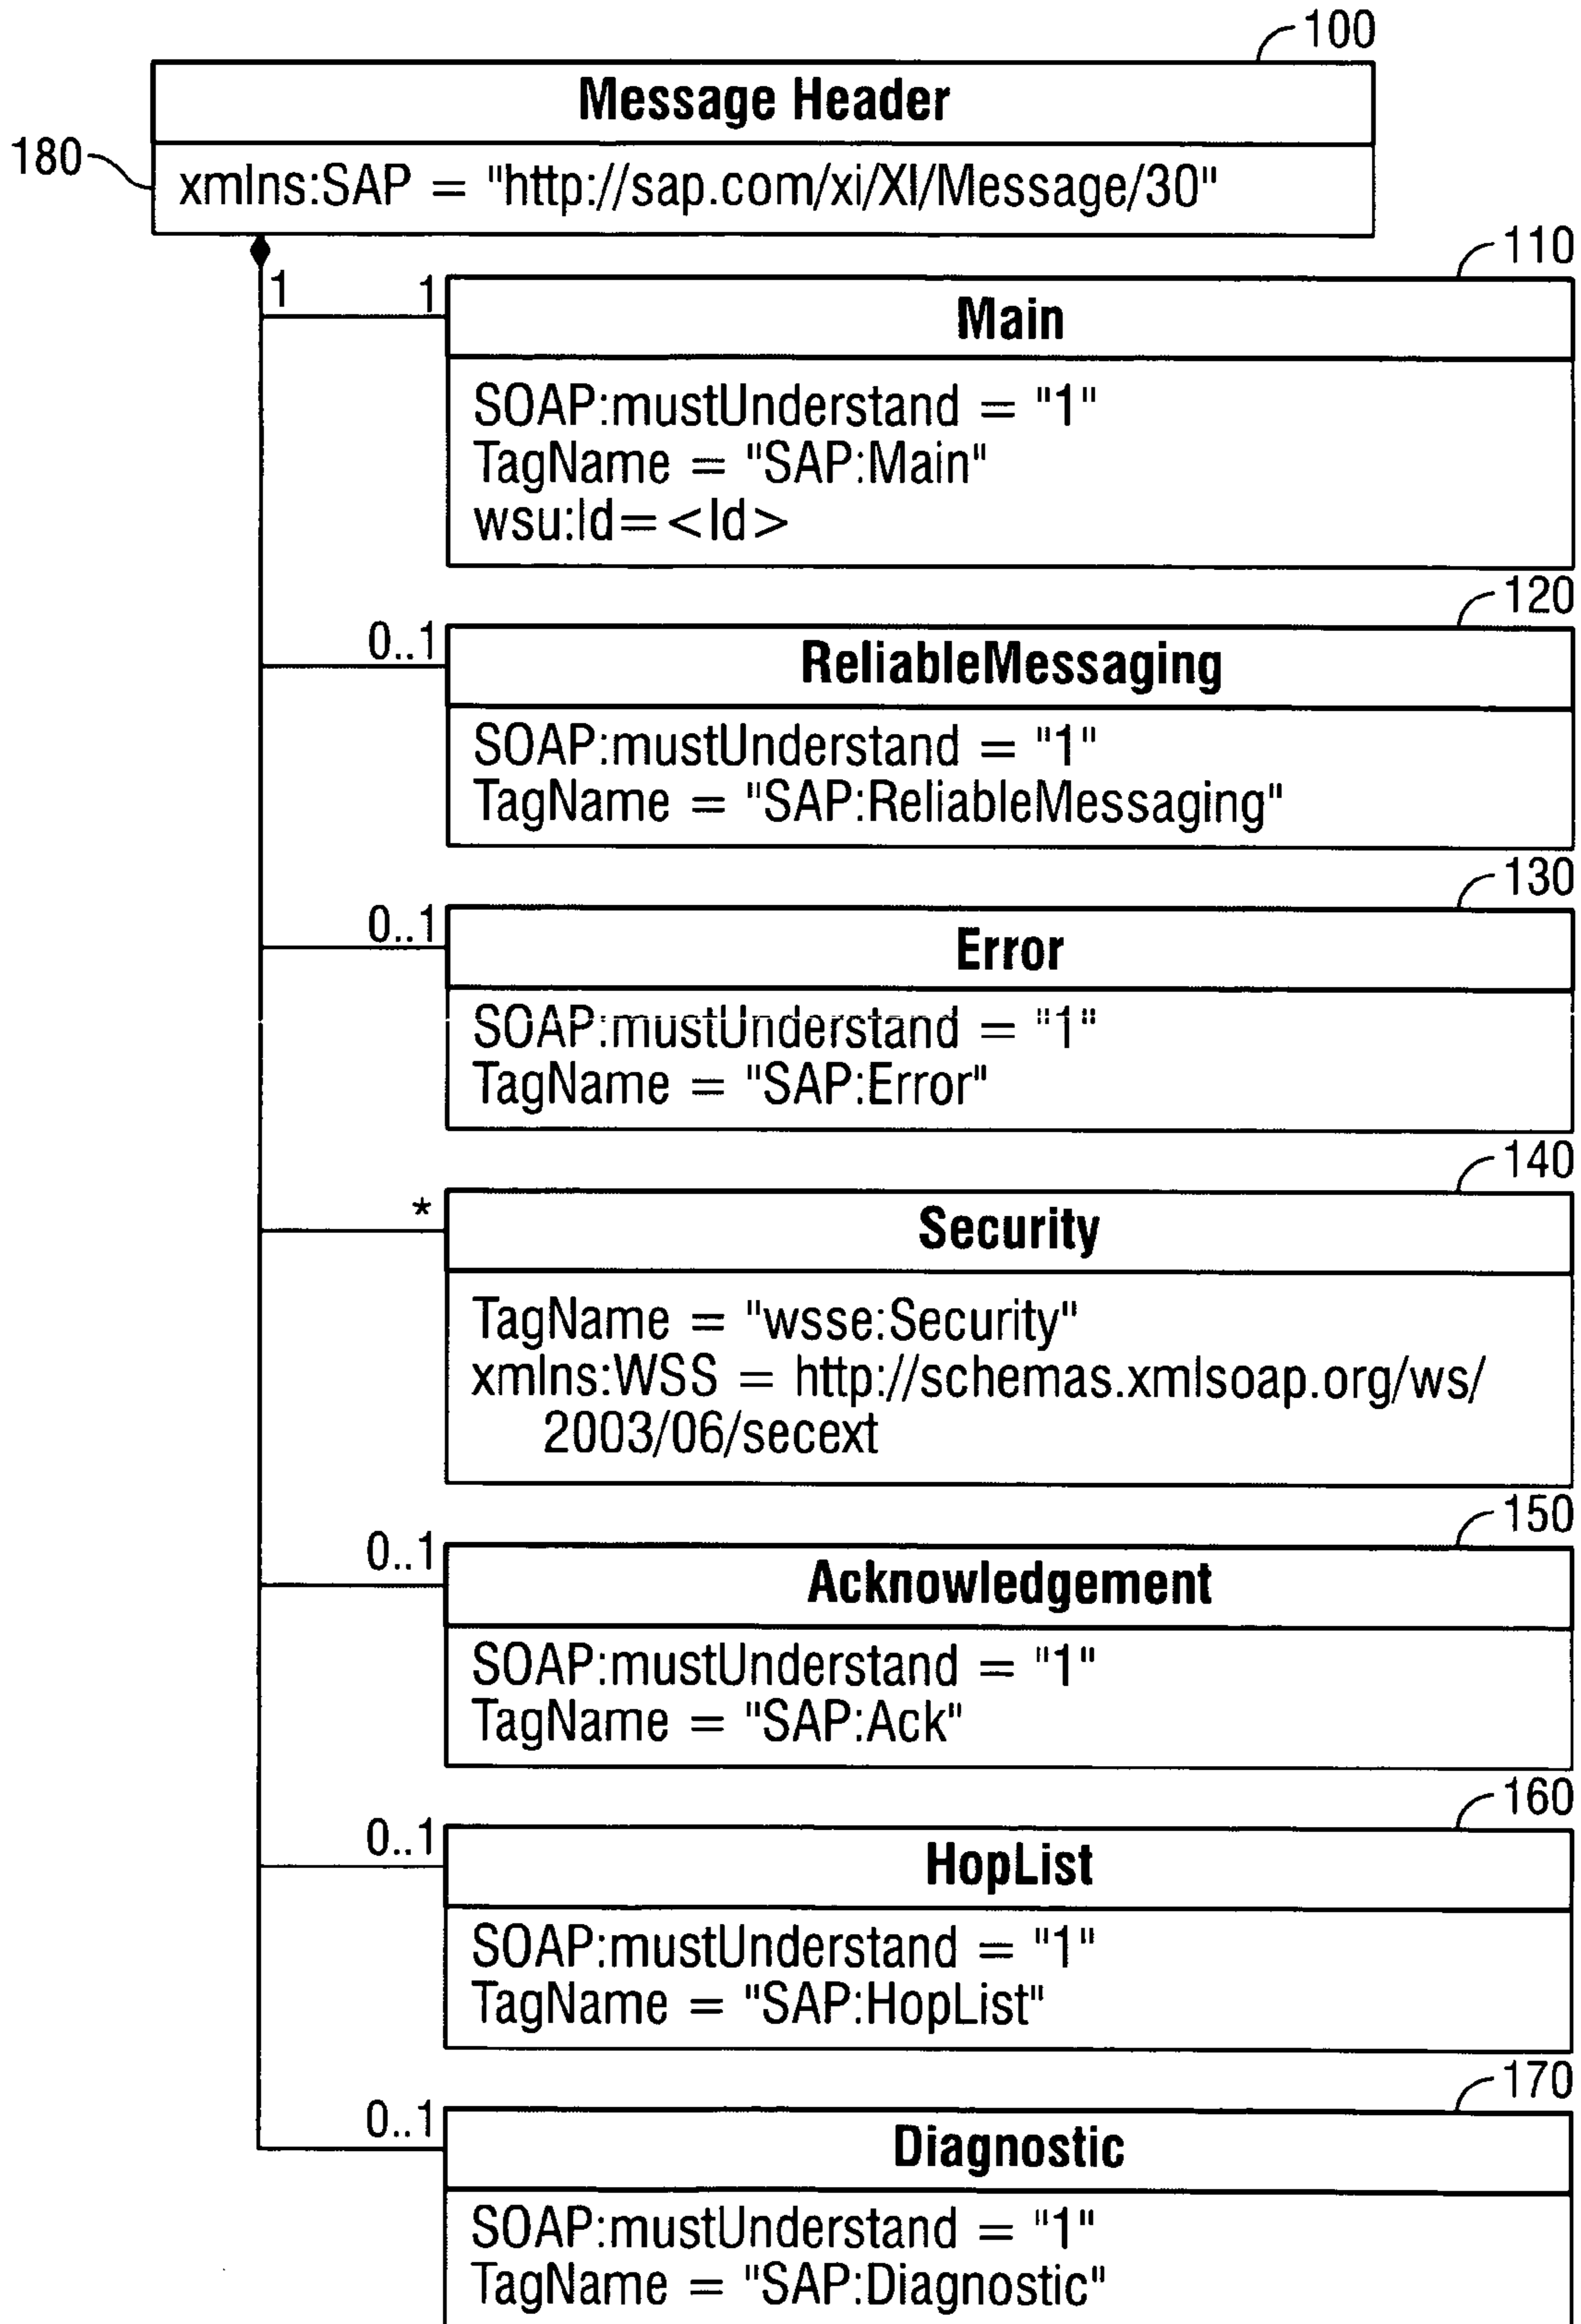 100
Message Header
180
xmlns:SAP = "http://sap.com/xi/XI/Message/30"
110
1 1
Main
SOAP:mustUnderstand = "1"
TagName = "SAP:Main"
wsu:Id=<Id>
120
0..1
ReliableMessaging
SOAP:mustUnderstand = "1"
TagName = "SAP:ReliableMessaging"
130
0..1
Error
SOAP:mustUnderstand = "1"
TagName = "SAP:Error"
140
*
Security
TagName = "wsse:Security"
xmlns:WSS = http://schemas.xmlsoap.org/ws/
2003/06/secext
150
0..1
Acknowledgement
SOAP:mustUnderstand = "1"
TagName = "SAP:Ack"
160
0..1
HopList
SOAP:mustUnderstand = "1"
TagName = "SAP:HopList"
170
0..1
Diagnostic
SOAP:mustUnderstand = "1"
TagName = "SAP:Diagnostic"